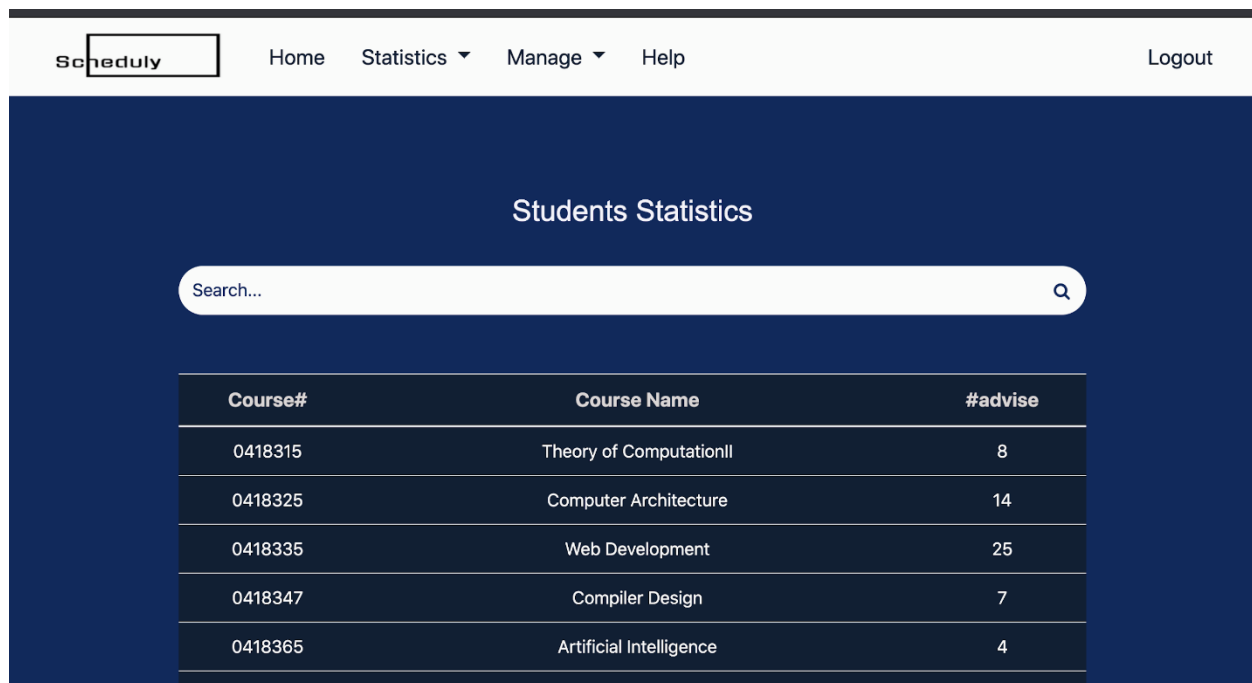 Scheduly Home Statistics Manage Help Logout
Students Statistics
Search...
Course# Course Name #advise
0418315 Theory of ComputationII 8
0418325 Computer Architecture 14
0418335 Web Development 25
0418347 Compiler Design 7
0418365 Artificial Intelligence 4